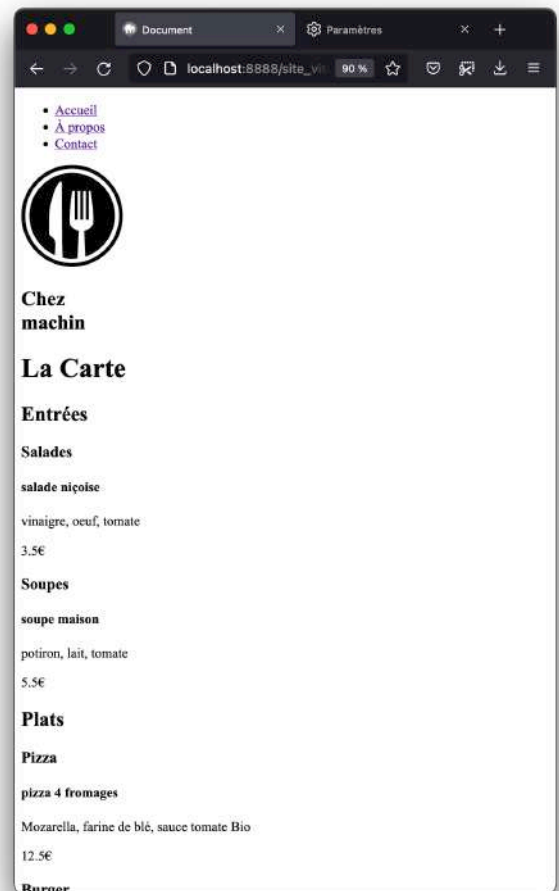 Document
Paramètres
localhost:8888/site_vi
90 %
Accueil
À propos
Contact
Chez
machin
La Carte
Entrées
Salades
salade niçoise
vinaigre, oeuf, tomate
3.5€
Soupes
soupe maison
potiron, lait, tomate
5.5€
Plats
Pizza
pizza 4 fromages
Mozarella, farine de blé, sauce tomate Bio
12.5€
Burger